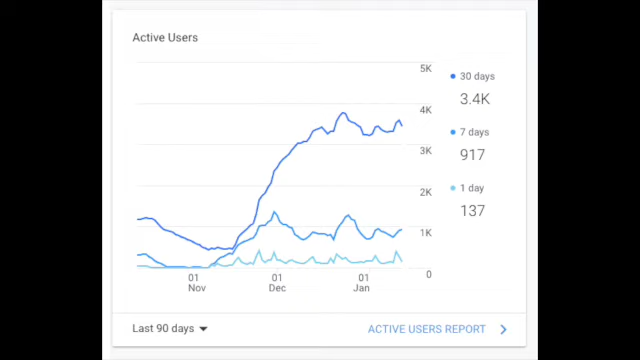 Active Users
5K
4K
3K
2K
1K
0
01 Nov
01 Dec
01 Jan
30 days
3.4K
7 days
917
1 day
137
Last 90 days
ACTIVE USERS REPORT